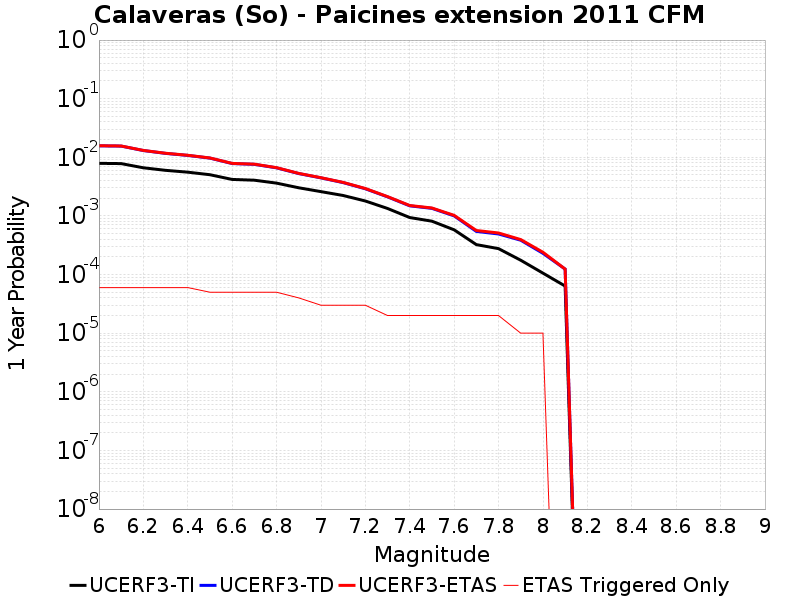 Calaveras (So) - Paicines extension 2011 CFM
1 Year Probability
10^0
10^-1
10^-2
10^-3
10^-4
10^-5
10^-6
10^-7
10^-8
6 6.2 6.4 6.6 6.8 7 7.2 7.4 7.6 7.8 8 8.2 8.4 8.6 8.8 9
Magnitude
UCERF3-TI UCERF3-TD UCERF3-ETAS ETAS Triggered Only